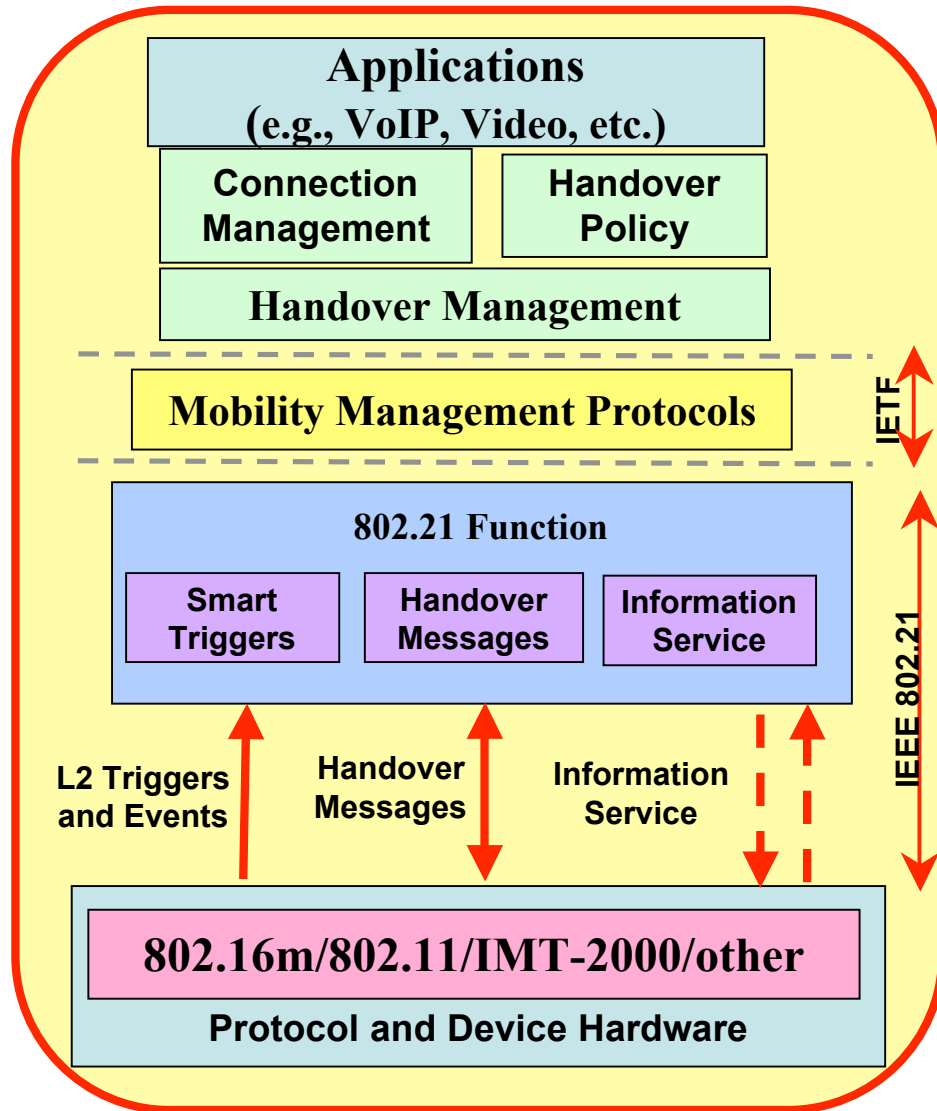 Applications
(e.g., VoIP, Video, etc.)
Connection
Management
Handover
Policy
Handover Management
Mobility Management Protocols
IETF
802.21 Function
Smart
Triggers
Handover
Messages
Information
Service
IEEE 802.21
L2 Triggers
and Events
Handover
Messages
Information
Service
802.16m/802.11/IMT-2000/other
Protocol and Device Hardware